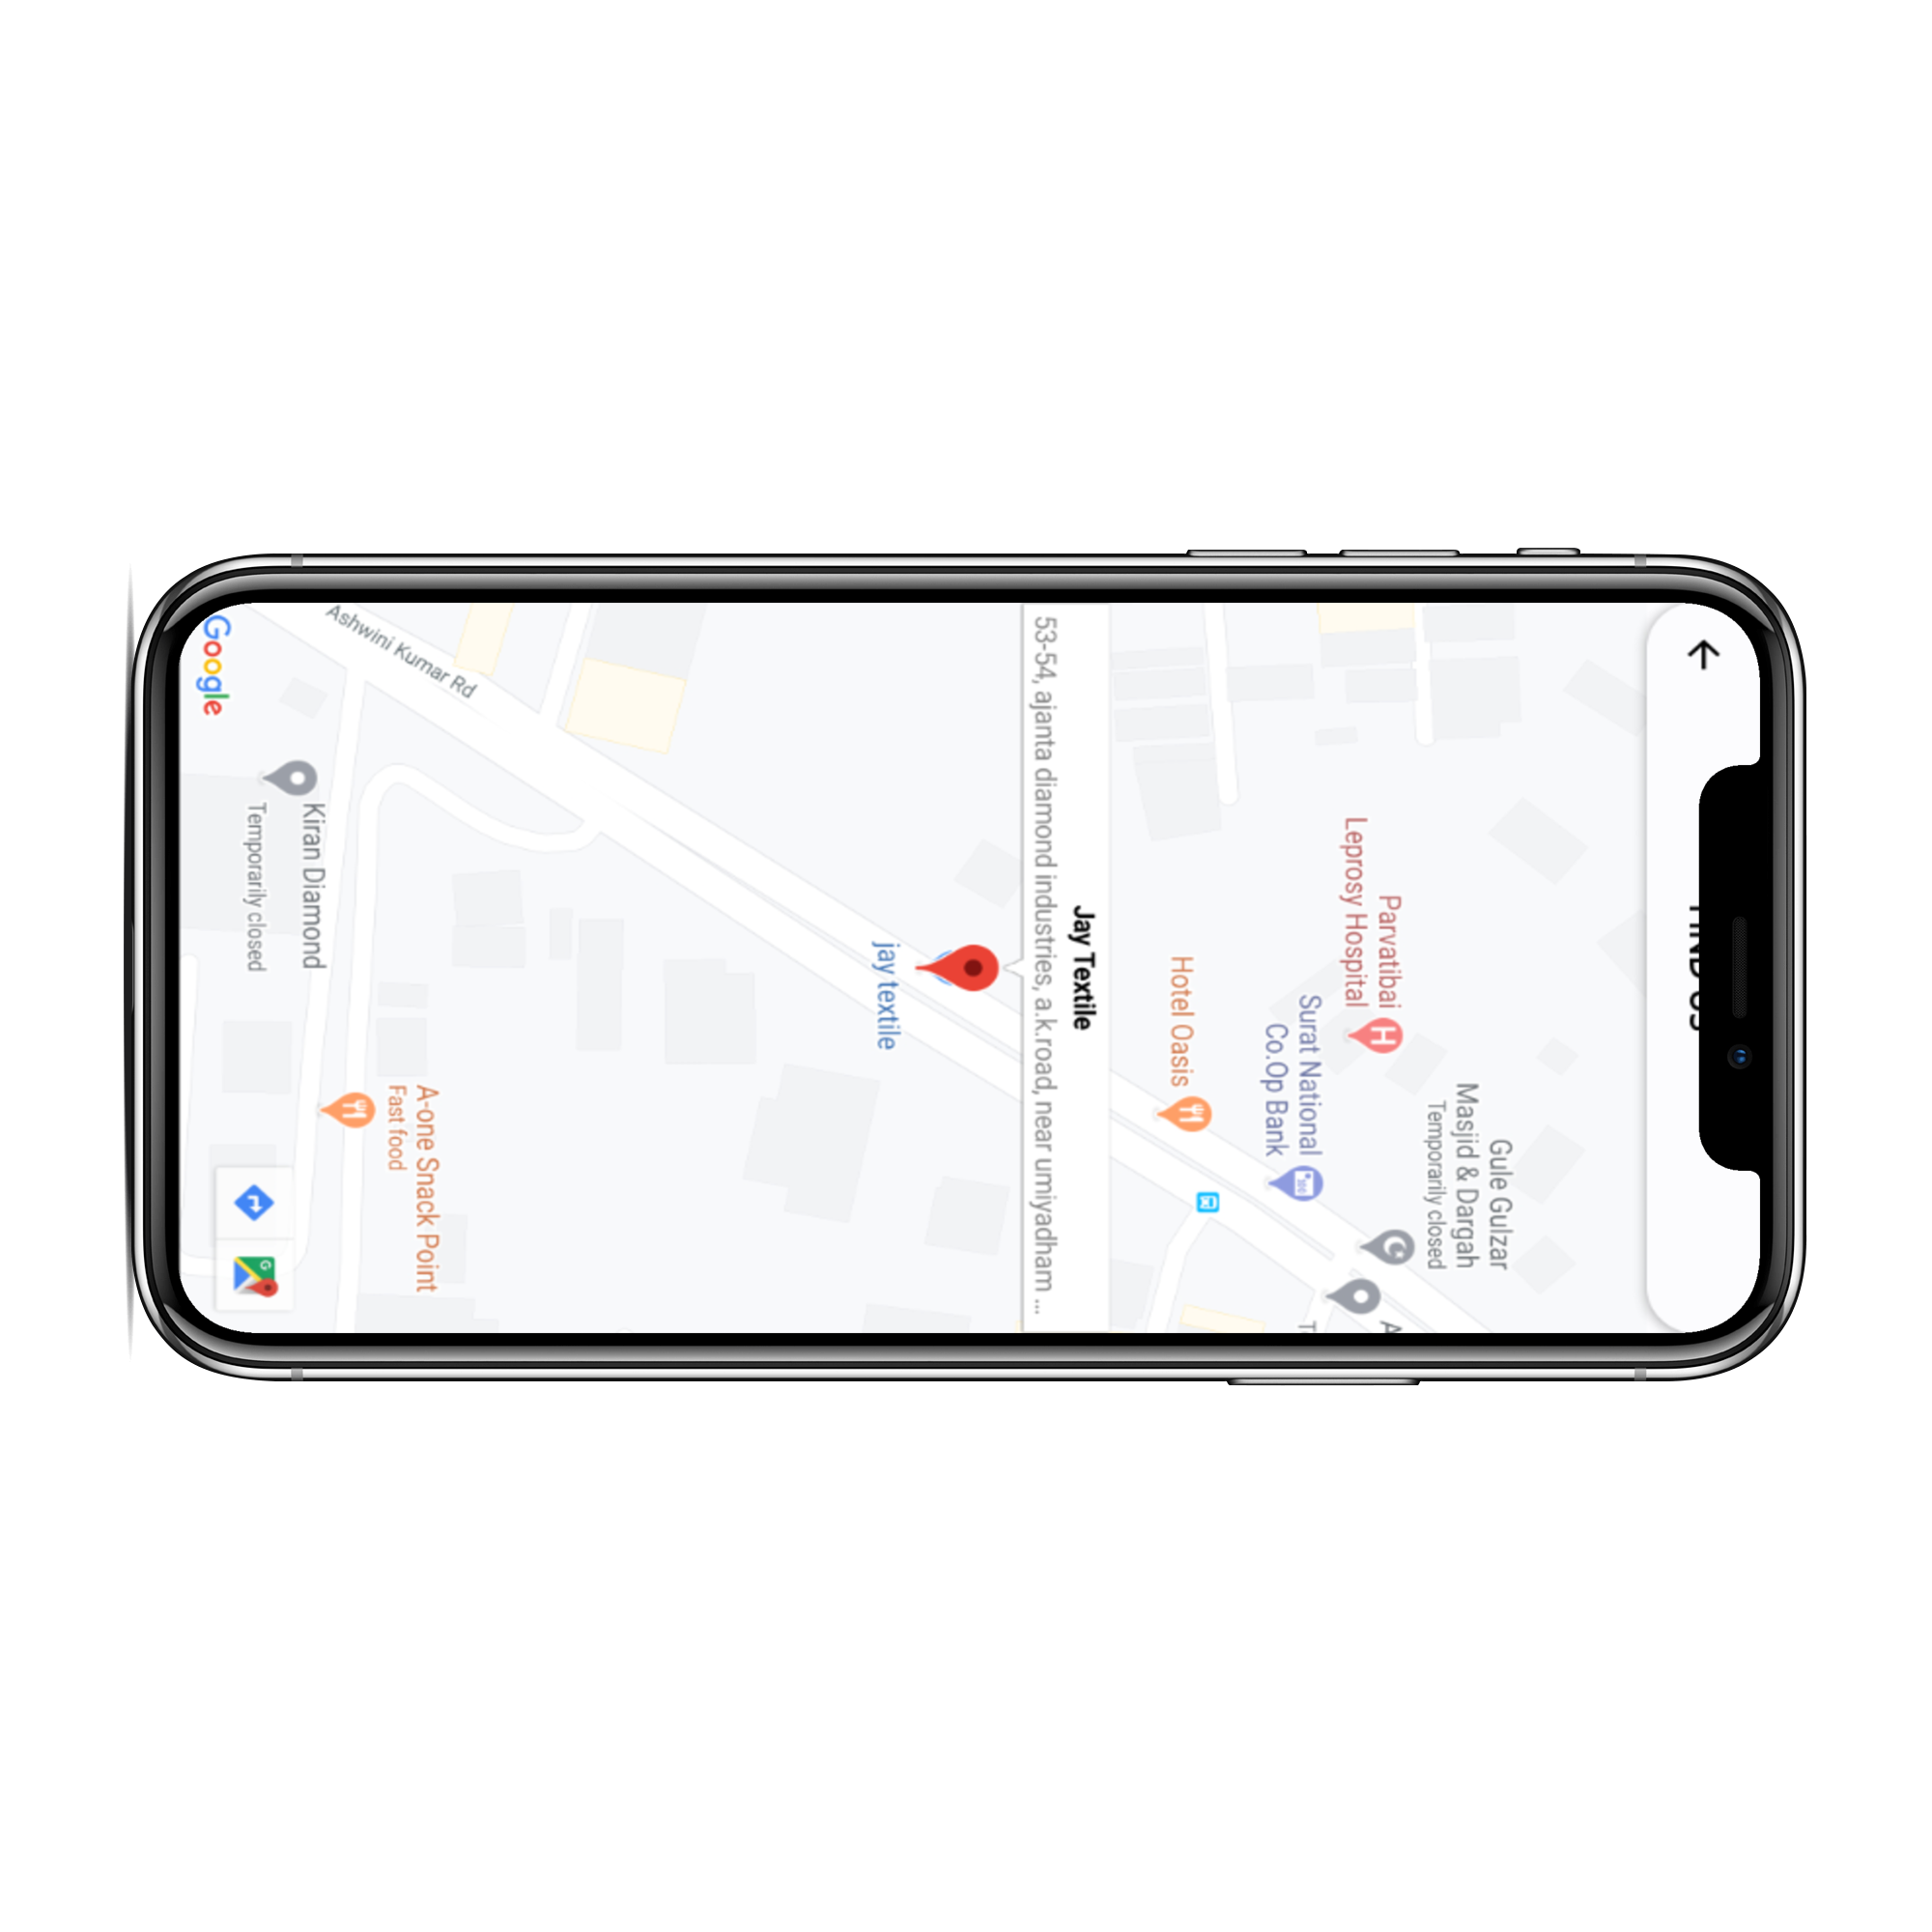 Jay Textile
53-54, ajanta diamond industries, a.k.road, near umiyadham ...
Gule Gulzar
Masjid & Dargah
Temporarily closed
Parvatibai
Leprosy Hospital
Surat National
Co.Op Bank
Hotel Oasis
jay textile
A-one Snack Point
Fast food
Ashwini Kumar Rd
Kiran Diamond
Temporarily closed
Google